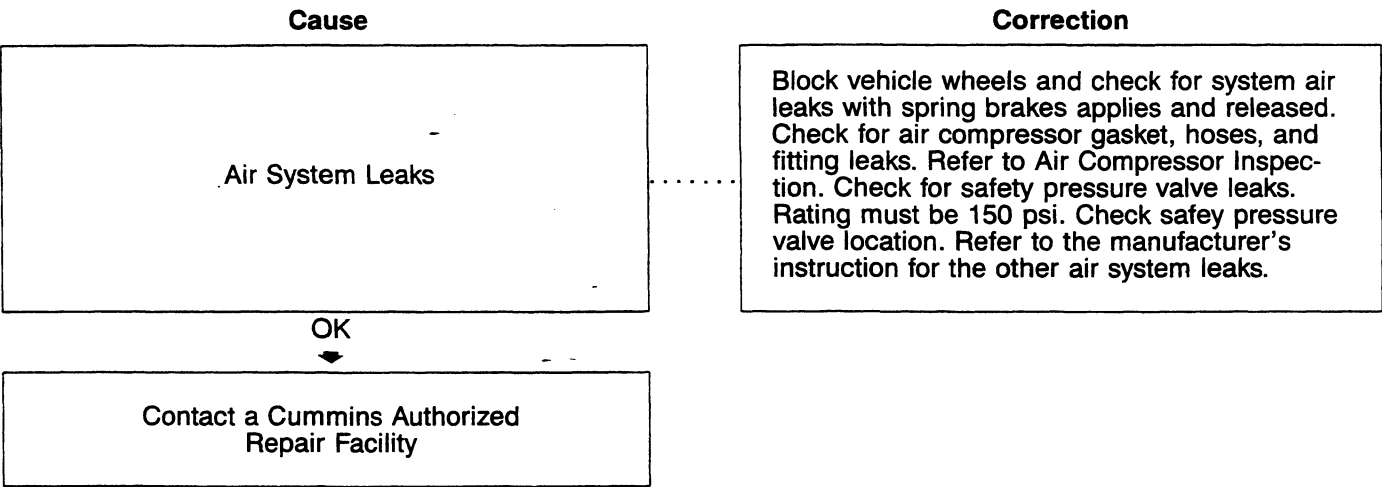 Cause
Correction
Air System Leaks
Block vehicle wheels and check for system air
leaks with spring brakes applies and released.
Check for air compressor gasket, hoses, and
fitting leaks. Refer to Air Compressor Inspec-
tion. Check for safety pressure valve leaks.
Rating must be 150 psi. Check safey pressure
valve location. Refer to the manufacturer's
instruction for the other air system leaks.
OK
Contact a Cummins Authorized
Repair Facility